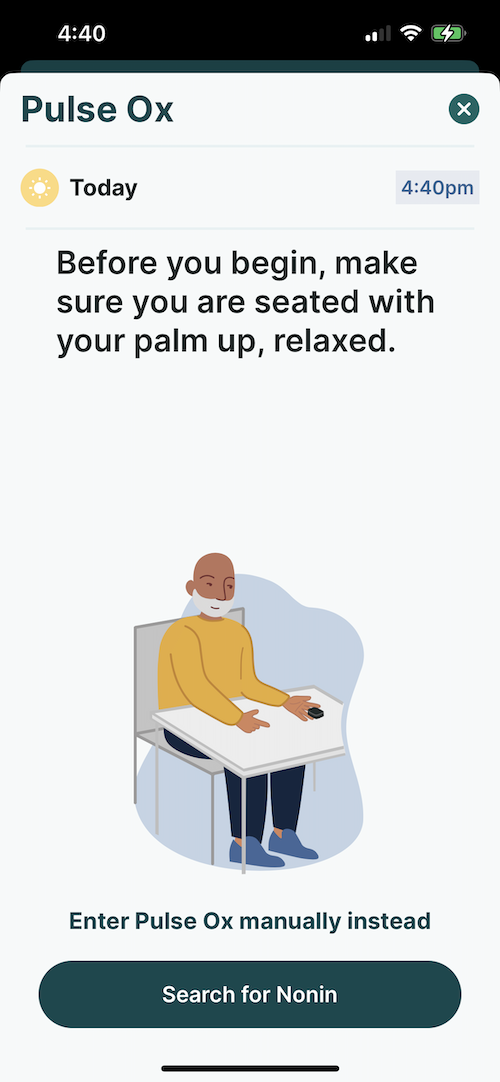 4:40
Pulse Ox
Today
4:40pm
Before you begin, make
sure you are seated with
your palm up, relaxed.
Enter Pulse Ox manually instead
Search for Nonin